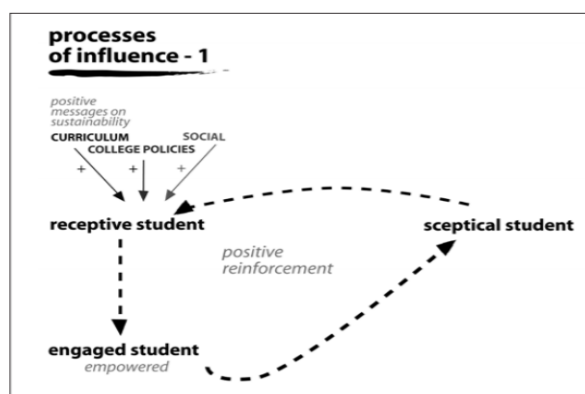 processes
of influence - 1
positive
messages on
sustainability
CURRICULUM
SOCIAL
COLLEGE POLICIES
+
+
+
receptive student
sceptical student
positive
reinforcement
engaged student
empowered